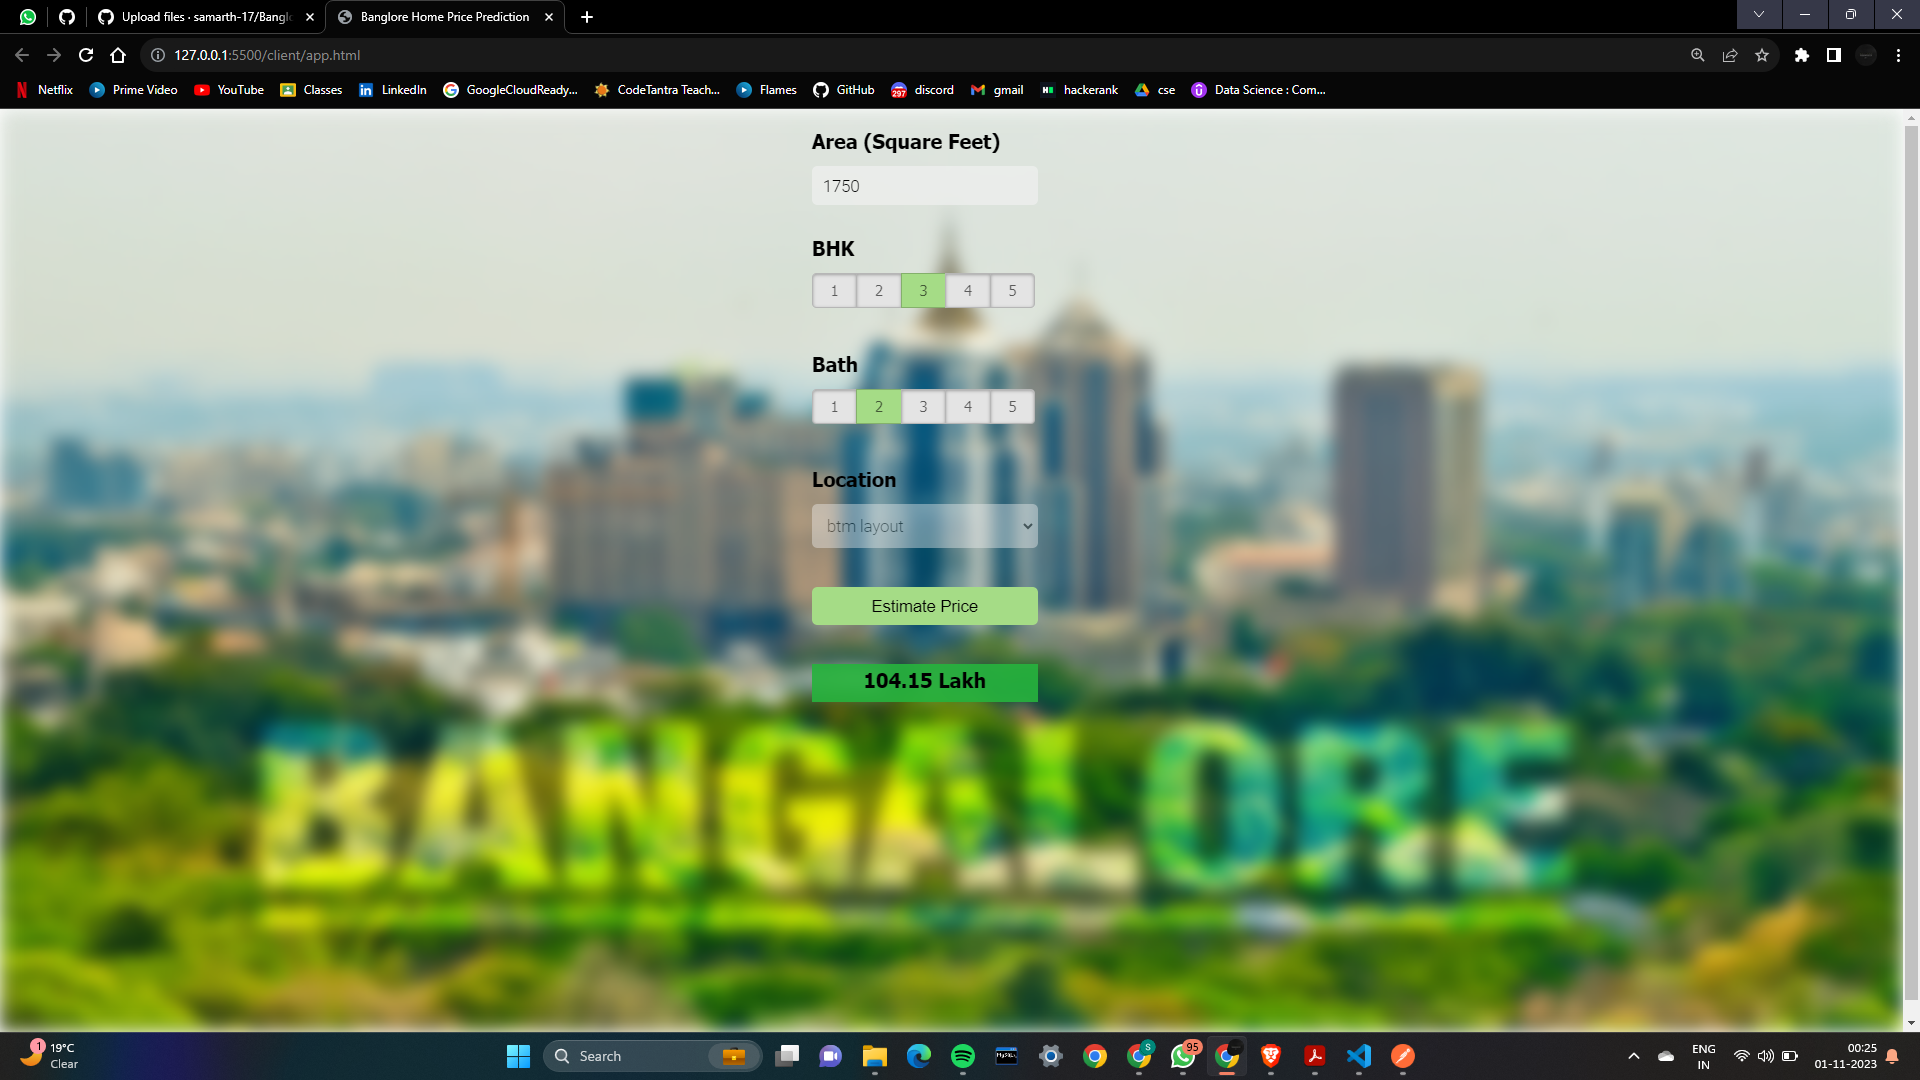 Upload files · samarth-17/Bangl
Banglore Home Price Prediction
127.0.0.1:5500/client/app.html
Netflix
Prime Video
YouTube
Classes
LinkedIn
GoogleCloudReady...
CodeTantra Teach...
Flames
GitHub
297
discord
gmail
hackerank
cse
Data Science : Com...
Area (Square Feet)
1750
BHK
1 2 3 4 5
Bath
1 2 3 4 5
Location
btm layout
Estimate Price
104.15 Lakh
BANGALORE
1
19°C
Clear
Search
S
95
ENG
IN
00:25
01-11-2023